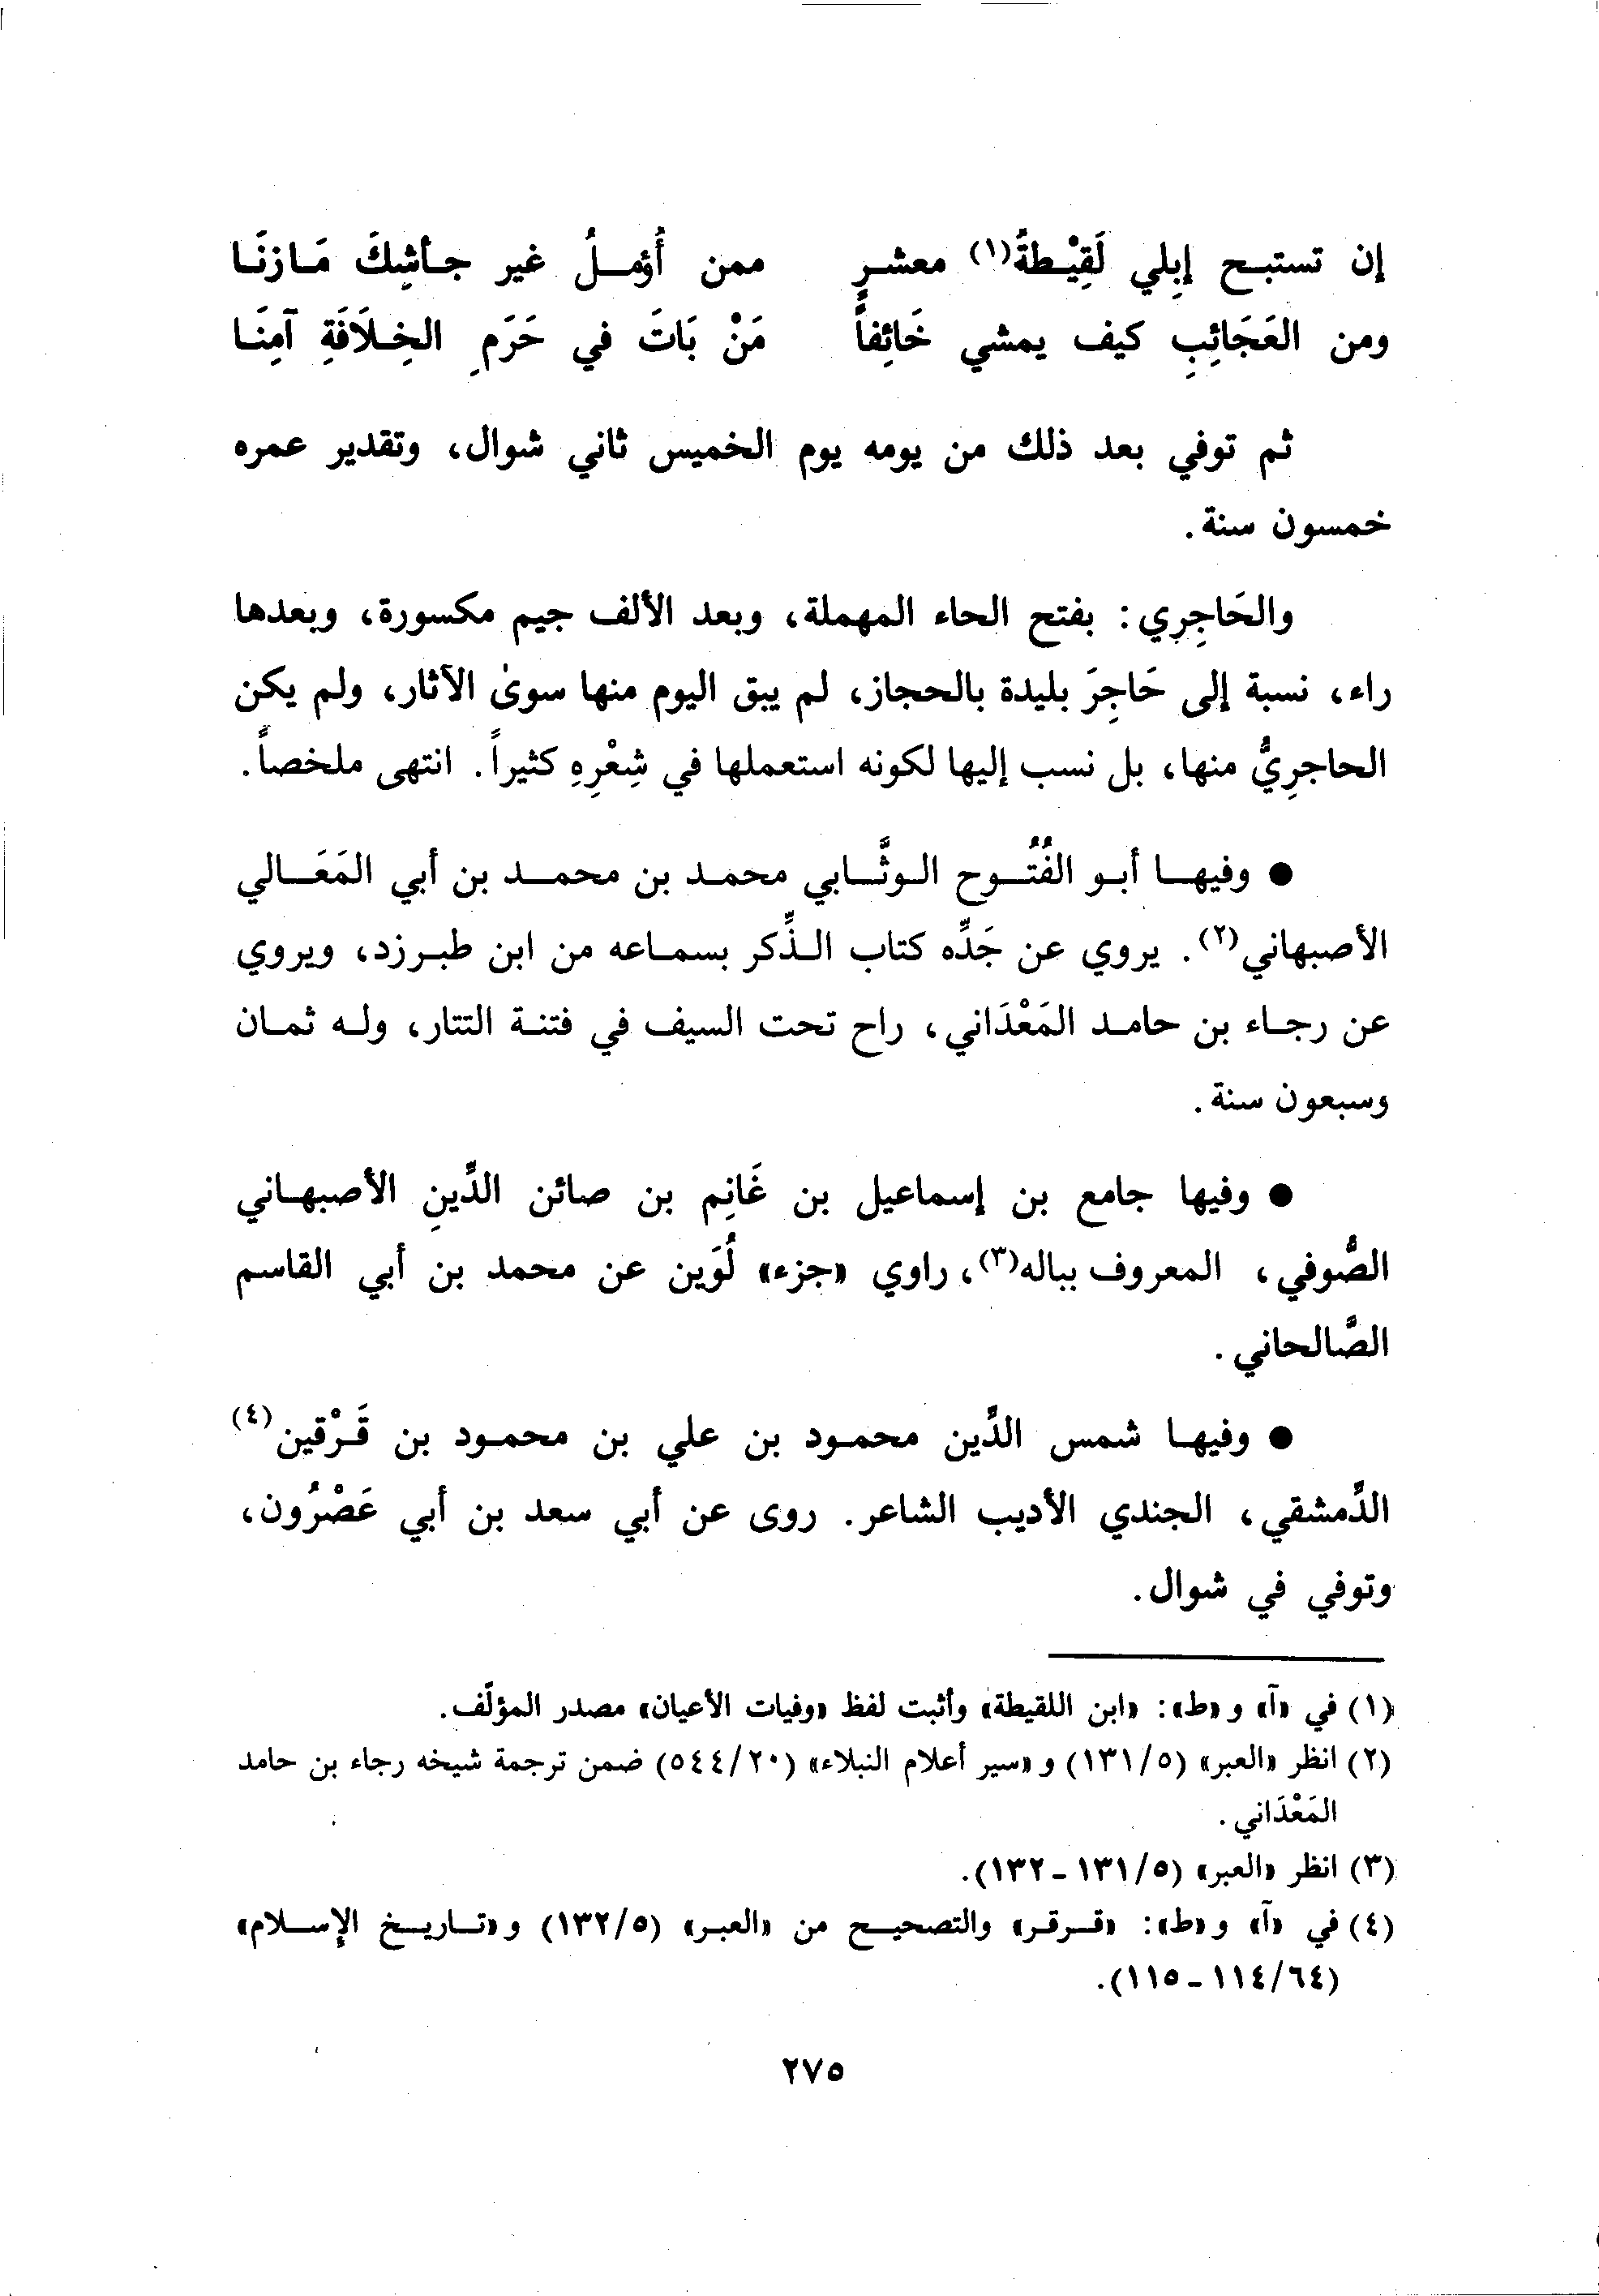 إن تستبح إبِلي لَقِيْطةُ(١) معشرٍ ممن أُؤملُ غير جأشِكَ مَازنَا
ومن العَجَائِبِ كيف يمشي خَائِفاً مَنْ بَاتَ في حَرَمِ الخِلَافَةِ آمِنَا
ثم توفي بعد ذلك من يومه يوم الخميس ثاني شوال، وتقدير عمره
خمسون سنة.
والحَاجِرِي: بفتح الحاء المهملة، وبعد الألف جيم مكسورة، وبعدها
راء، نسبة إلى حَاجِرَ بليدة بالحجاز، لم يبق اليوم منها سوىٰ الآثار، ولم يكن
الحاجرِيُّ منها، بل نسب إليها لكونه استعملها في شِعْرِهِ كثيراً. انتهى ملخصاً.
● وفيها أبو الفُتُوح الوثَّابي محمد بن محمد بن أبي المَعَالي
الأصبهاني(٢). يروي عن جَدِّه كتاب الذِّكر بسماعه من ابن طبرزد، ويروي
عن رجاء بن حامد المَعْدَاني، راح تحت السيف في فتنة التتار، وله ثمان
وسبعون سنة.
● وفيها جامع بن إسماعيل بن غَانِم بن صائن الدِّينِ الأصبهاني
الصُّوفي، المعروف بباله(٣)، راوي «جزء» لُوَين عن محمد بن أبي القاسم
الصَّالحاني.
● وفيها شمس الدِّين محمود بن علي بن محمود بن قَرْقين(٤)
الدِّمشقي، الجندي الأديب الشاعر. روى عن أبي سعد بن أبي عَصْرُون،
وتوفي في شوال.
(١) في «آ» و «ط»: «ابن اللقيطة» وأثبت لفظ «وفيات الأعيان» مصدر المؤلِّف.
(٢) انظر «العبر» (١٣١/٥) و «سير أعلام النبلاء» (٥٤٤/٢٠) ضمن ترجمة شيخه رجاء بن حامد
المَعْدَاني.
(٣) انظر «العبر» (١٣١/٥ - ١٣٢).
(٤) في «آ» و «ط»: «قرقر» والتصحيح من «العبر» (١٣٢/٥) و «تاريخ الإسلام»
(١١٤/٦٤ - ١١٥).
٢٧٥